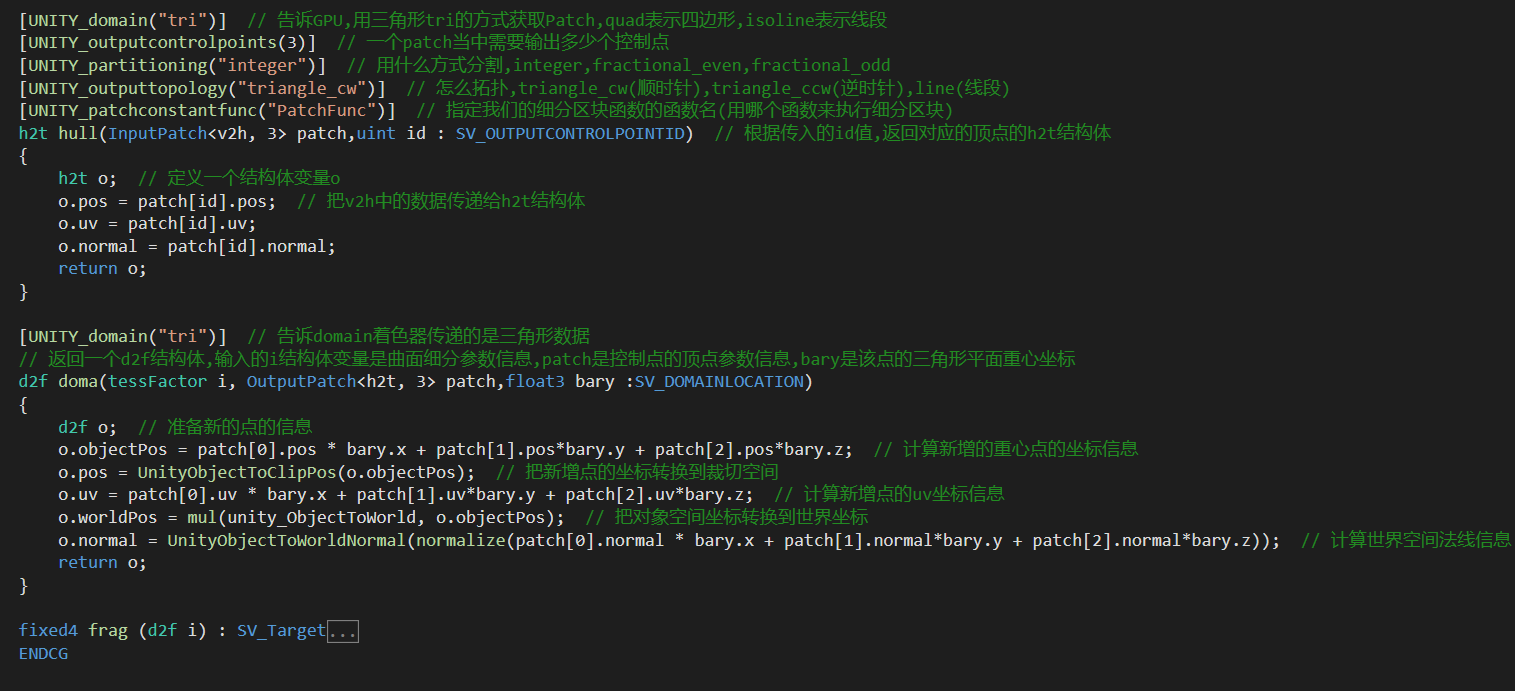 [UNITY_domain("tri")]  // 告诉GPU,用三角形tri的方式获取Patch,quad表示四边形,isoline表示线段
[UNITY_outputcontrolpoints(3)]  // 一个patch当中需要输出多少个控制点
[UNITY_partitioning("integer")]  // 用什么方式分割,integer,fractional_even,fractional_odd
[UNITY_outputtopology("triangle_cw")]  // 怎么拓扑,triangle_cw(顺时针),triangle_ccw(逆时针),line(线段)
[UNITY_patchconstantfunc("PatchFunc")]  // 指定我们的细分区块函数的函数名(用哪个函数来执行细分区块)
h2t hull(InputPatch<v2h, 3> patch,uint id : SV_OUTPUTCONTROLPOINTID)  // 根据传入的id值,返回对应的顶点的h2t结构体
{
    h2t o;  // 定义一个结构体变量o
    o.pos = patch[id].pos;  // 把v2h中的数据传递给h2t结构体
    o.uv = patch[id].uv;
    o.normal = patch[id].normal;
    return o;
}
[UNITY_domain("tri")]  // 告诉domain着色器传递的是三角形数据
// 返回一个d2f结构体,输入的i结构体变量是曲面细分参数信息,patch是控制点的顶点参数信息,bary是该点的三角形平面重心坐标
d2f doma(tessFactor i, OutputPatch<h2t, 3> patch,float3 bary :SV_DOMAINLOCATION)
{
    d2f o;  // 准备新的点的信息
    o.objectPos = patch[0].pos * bary.x + patch[1].pos*bary.y + patch[2].pos*bary.z;  // 计算新增的重心点的坐标信息
    o.pos = UnityObjectToClipPos(o.objectPos);  // 把新增点的坐标转换到裁切空间
    o.uv = patch[0].uv * bary.x + patch[1].uv*bary.y + patch[2].uv*bary.z;  // 计算新增点的uv坐标信息
    o.worldPos = mul(unity_ObjectToWorld, o.objectPos);  // 把对象空间坐标转换到世界坐标
    o.normal = UnityObjectToWorldNormal(normalize(patch[0].normal * bary.x + patch[1].normal*bary.y + patch[2].normal*bary.z));  // 计算世界空间法线信息
    return o;
}
fixed4 frag (d2f i) : SV_Target...
ENDCG